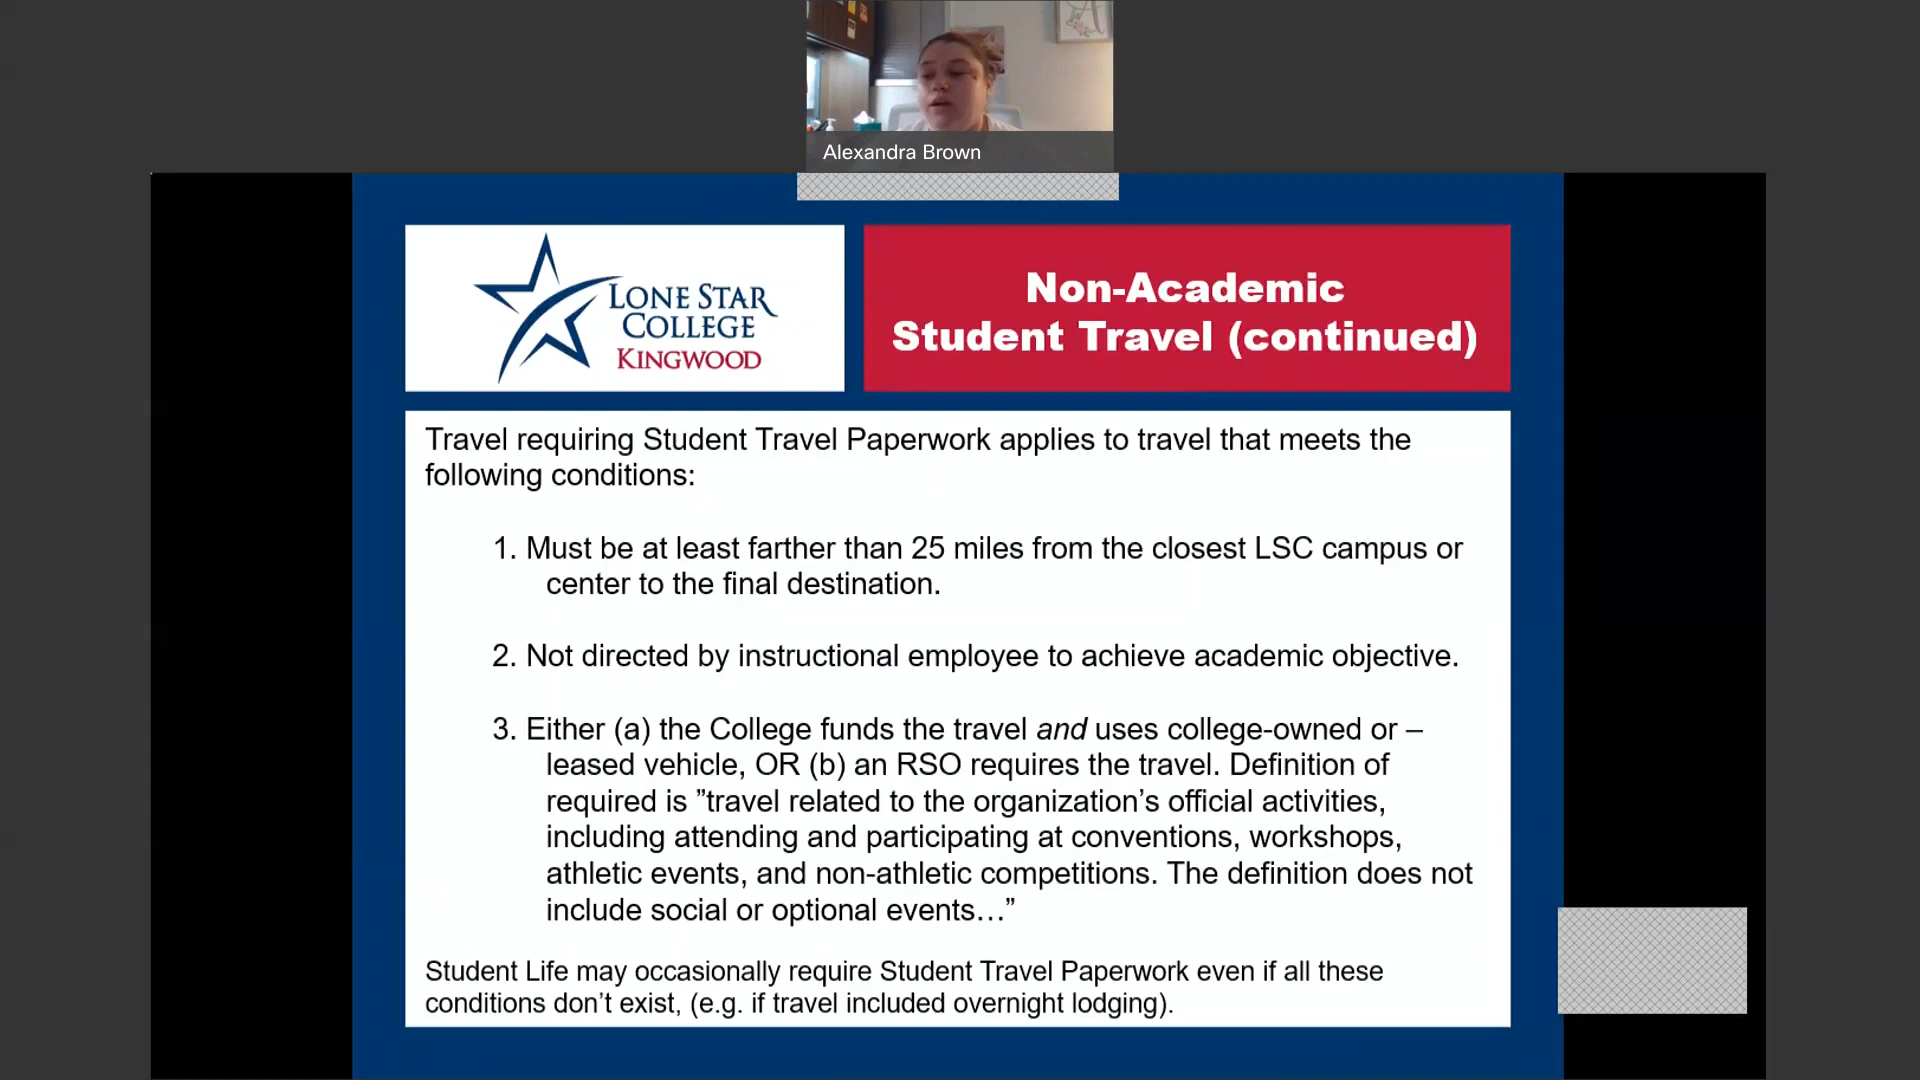 Alexandra Brown
LONE STAR
COLLEGE
KINGWOOD
Non-Academic
Student Travel (continued)
Travel requiring Student Travel Paperwork applies to travel that meets the
following conditions:
1. Must be at least farther than 25 miles from the closest LSC campus or
center to the final destination.
2. Not directed by instructional employee to achieve academic objective.
3. Either (a) the College funds the travel and uses college-owned or –
leased vehicle, OR (b) an RSO requires the travel. Definition of
required is ”travel related to the organization’s official activities,
including attending and participating at conventions, workshops,
athletic events, and non-athletic competitions. The definition does not
include social or optional events…”
Student Life may occasionally require Student Travel Paperwork even if all these
conditions don’t exist, (e.g. if travel included overnight lodging).